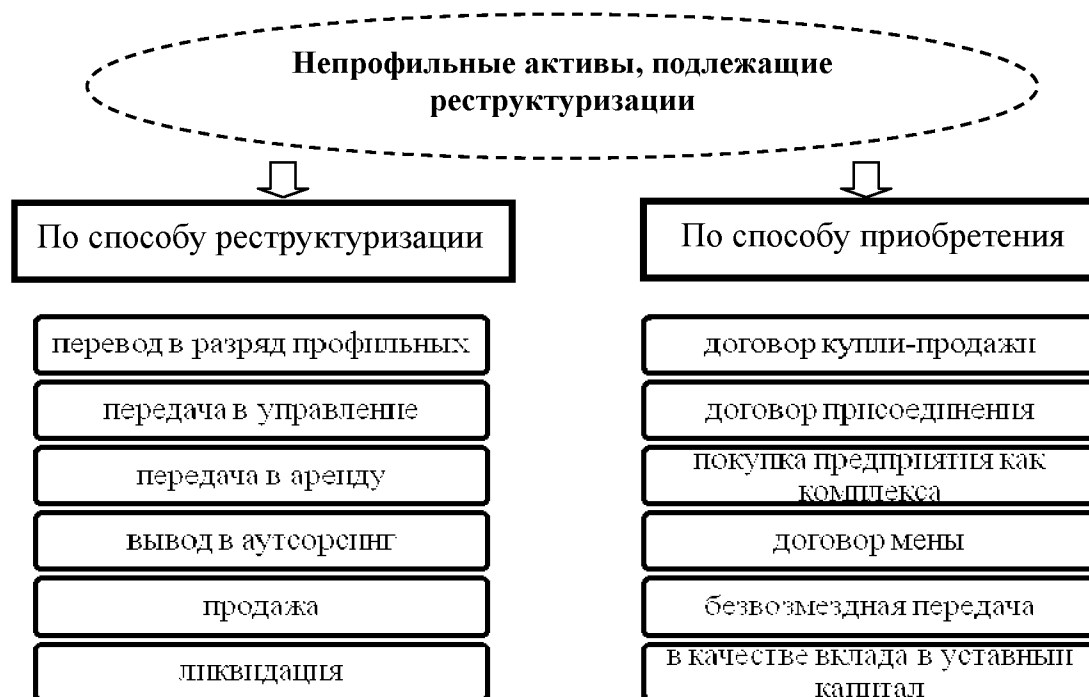 Непрофильные активы, подлежащие
реструктуризации
По способу реструктуризации
перевод в разряд профильных
передача в управление
передача в аренду
вывод в аутсорсинг
продажа
ликвидация
По способу приобретения
договор купли-продажи
договор присоединения
покупка предприятия как
комплекса
договор мены
безвозмездная передача
в качестве вклада в уставный
капитал